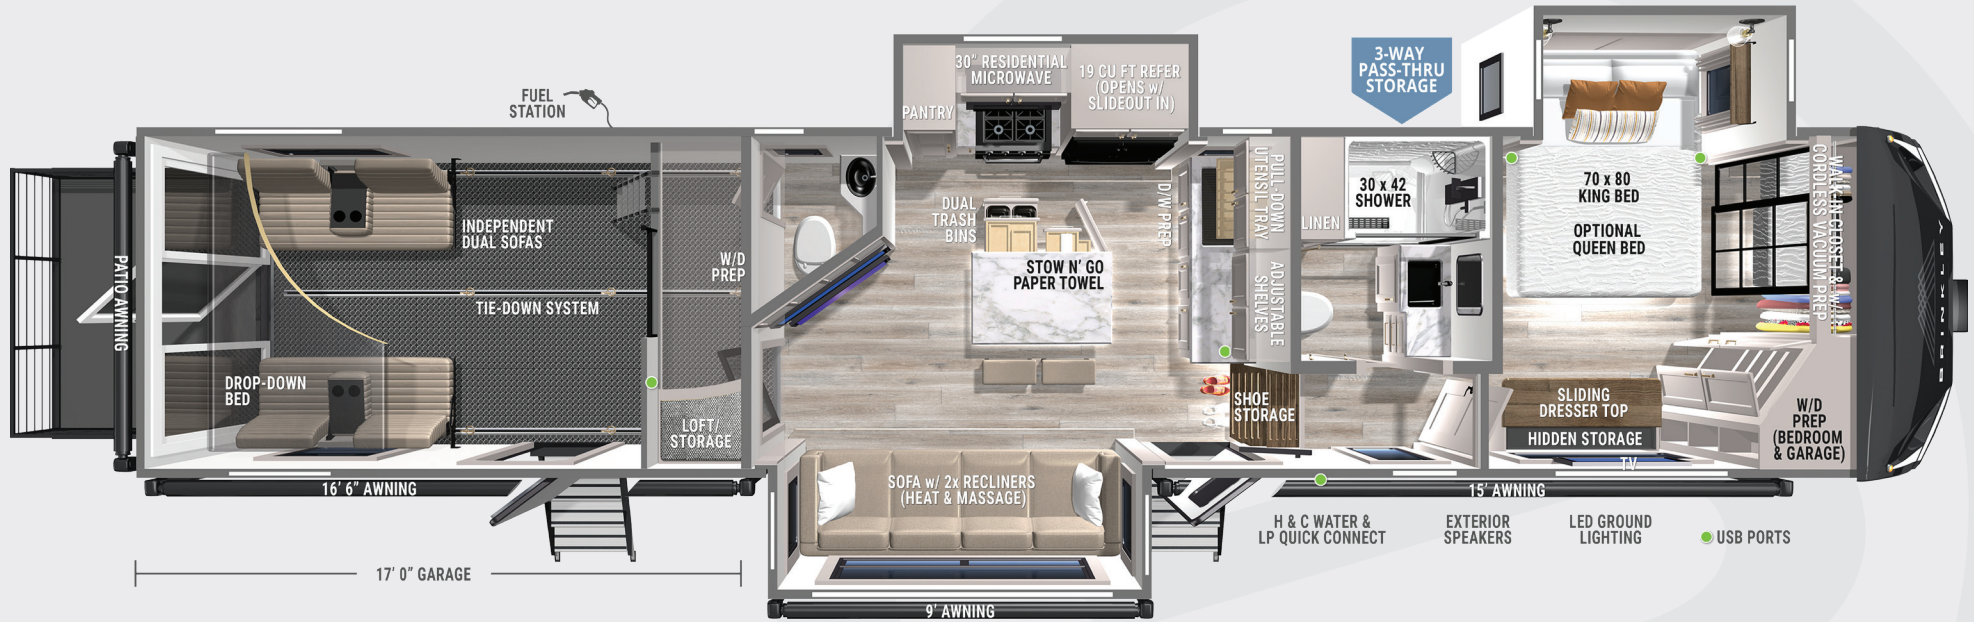 FUEL
STATION
30” RESIDENTIAL
MICROWAVE
19 CU FT REFER
(OPENS w/
SLIDEOUT IN)
PANTRY
3-WAY
PASS-THRU
STORAGE
PATIO AWNING
INDEPENDENT
DUAL SOFAS
TIE-DOWN SYSTEM
DROP-DOWN
BED
W/D
PREP
LOFT/
STORAGE
DUAL
TRASH
BINS
STOW N’ GO
PAPER TOWEL
D/W PREP
PULL-DOWN
UTENSIL TRAY
ADJUSTABLE
SHELVES
LINEN
30 x 42
SHOWER
70 x 80
KING BED
OPTIONAL
QUEEN BED
WALK-IN CLOSET & W/
CORDLESS VACUUM PREP
BRINKLEY
SHOE
STORAGE
SLIDING
DRESSER TOP
HIDDEN STORAGE
TV
W/D
PREP
(BEDROOM
& GARAGE)
SOFA w/ 2x RECLINERS
(HEAT & MASSAGE)
16’ 6” AWNING
15’ AWNING
H & C WATER &
LP QUICK CONNECT
EXTERIOR
SPEAKERS
LED GROUND
LIGHTING
USB PORTS
17’ 0” GARAGE
9’ AWNING